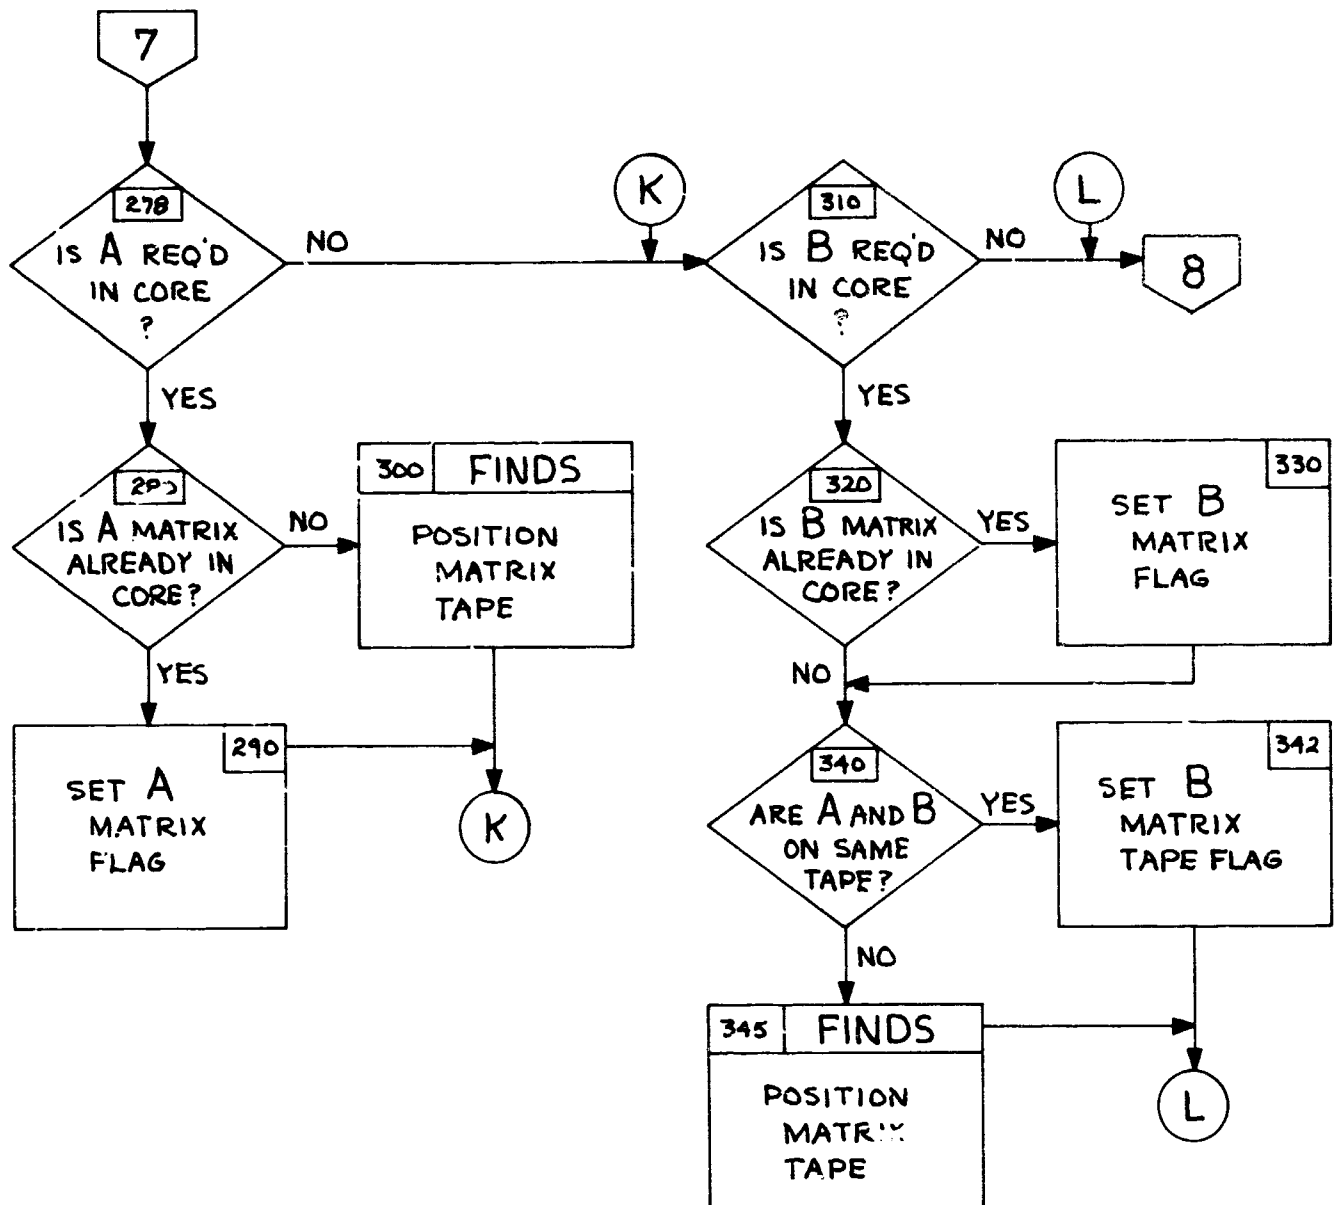 7
278
IS A REQ'D
IN CORE
?
NO
YES
K
310
IS B REQ'D
IN CORE
?
NO
YES
L
8
IS A MATRIX
ALREADY IN
CORE?
NO
YES
300 FINDS
POSITION
MATRIX
TAPE
290
SET A
MATRIX
FLAG
K
320
IS B MATRIX
ALREADY IN
CORE?
YES
NO
330
SET B
MATRIX
FLAG
340
ARE A AND B
ON SAME
TAPE?
YES
NO
342
SET B
MATRIX
TAPE FLAG
345 FINDS
POSITION
MATRIX
TAPE
L